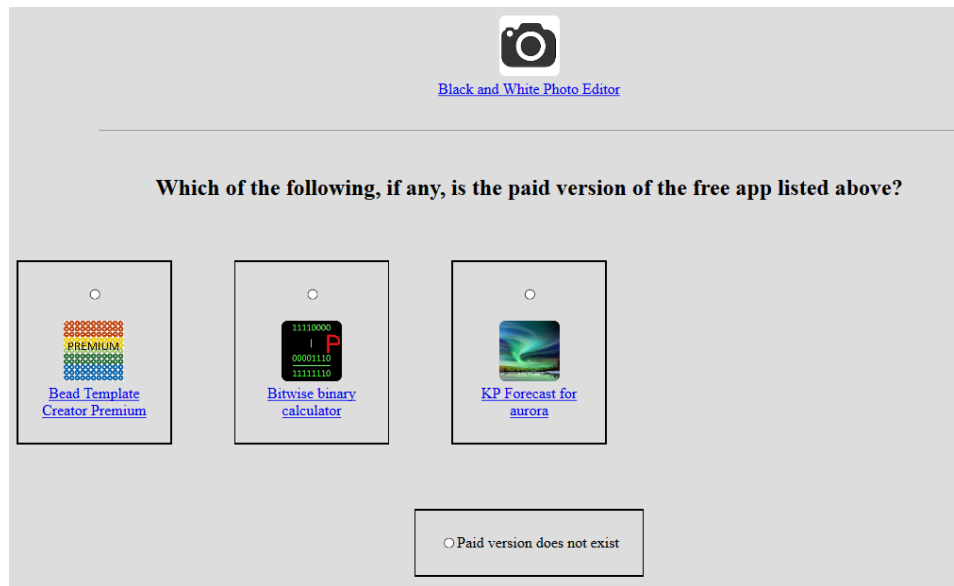 Black and White Photo Editor
Which of the following, if any, is the paid version of the free app listed above?
PREMIUM
Bead Template
Creator Premium
11110000
|
P
00001110
11111110
Bitwise binary
calculator
KP Forecast for
aurora
Paid version does not exist